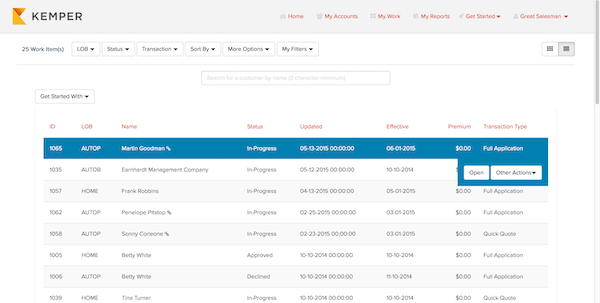 KEMPER
Home My Accounts My Work My Reports Get Started Great Salesman
25 Work Item(s) LOB Status Transaction Sort By More Options My Filters
Search for a customer by name (3 character minimum)
Get Started With
ID LOB Name Status Updated Effective Premium Transaction Type
1065 AUTOP Martin Goodman In-Progress 05-13-2015 00:00:00 06-01-2015 $0.00 Full Application
1035 AUTOB Earnhardt Management Company In-Progress 05-12-2015 00:00:00 10-10-2014
Open Other Actions
1057 HOME Frank Robbins In-Progress 04-13-2015 00:00:00 05-01-2015 $0.00 Full Application
1062 AUTOP Penelope Pitstop In-Progress 02-25-2015 00:00:00 03-01-2015 $0.00 Full Application
1058 AUTOP Sonny Corleone In-Progress 02-23-2015 00:00:00 03-01-2015 $0.00 Quick Quote
1005 HOME Betty White Approved 10-10-2014 00:00:00 10-10-2014 $0.00 Full Application
1006 AUTOP Betty White Declined 10-10-2014 00:00:00 11-10-2014 $0.00 Full Application
1039 HOME Tina Turner In-Progress 10-10-2014 00:00:00 10-10-2014 $0.00 Quick Quote